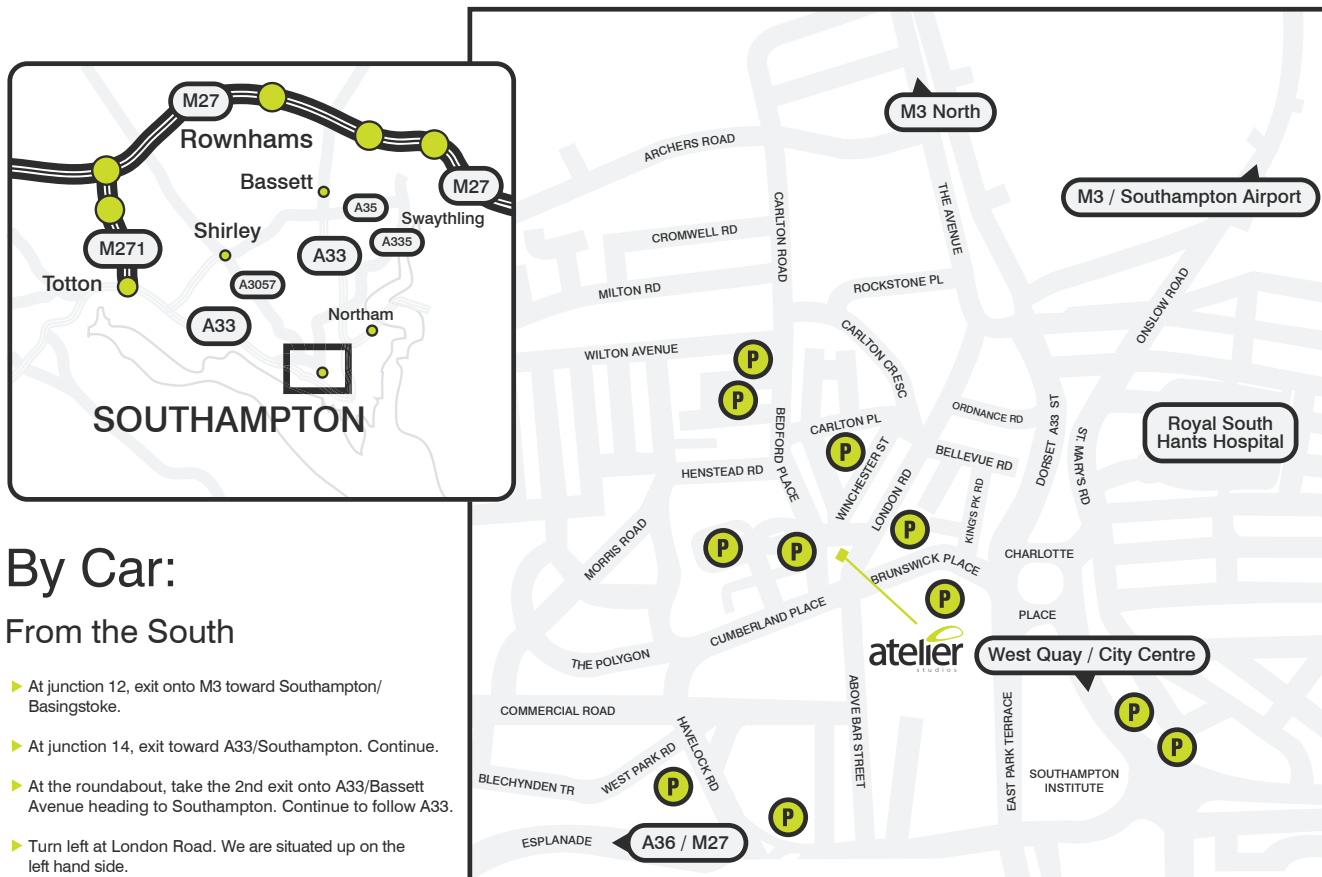 M27
Rownhams
Bassett
M27
A35
Swaythling
Shirley
M271
A33
A335
Totton
A3057
A33
Northam
SOUTHAMPTON
By Car:
From the South
At junction 12, exit onto M3 toward Southampton/
Basingstoke.
At junction 14, exit toward A33/Southampton. Continue.
At the roundabout, take the 2nd exit onto A33/Bassett
Avenue heading to Southampton. Continue to follow A33.
Turn left at London Road. We are situated up on the
left hand side.
M3 North
ARCHERS ROAD
M3 / Southampton Airport
CARLTON ROAD
THE AVENUE
CROMWELL RD
MILTON RD
ROCKSTONE PL
ONSLOW ROAD
WILTON AVENUE
CARLTON CRESC
P
P
BEDFORD PLACE
CARLTON PL
ORDNANCE RD
DORSET A33 ST
ST. MARY'S RD
Royal South
Hants Hospital
P
WINCHESTER ST
LONDON RD
BELLEVUE RD
HENSTEAD RD
KING'S PK RD
MORRIS ROAD
P
P
P
BRUNSWICK PLACE
CHARLOTTE
P
PLACE
CUMBERLAND PLACE
atelier
studios
West Quay / City Centre
THE POLYGON
ABOVE BAR STREET
EAST PARK TERRACE
P
P
COMMERCIAL ROAD
HAVELOCK RD
WEST PARK RD
BLECHYNDEN TR
P
SOUTHAMPTON
INSTITUTE
P
ESPLANADE
A36 / M27